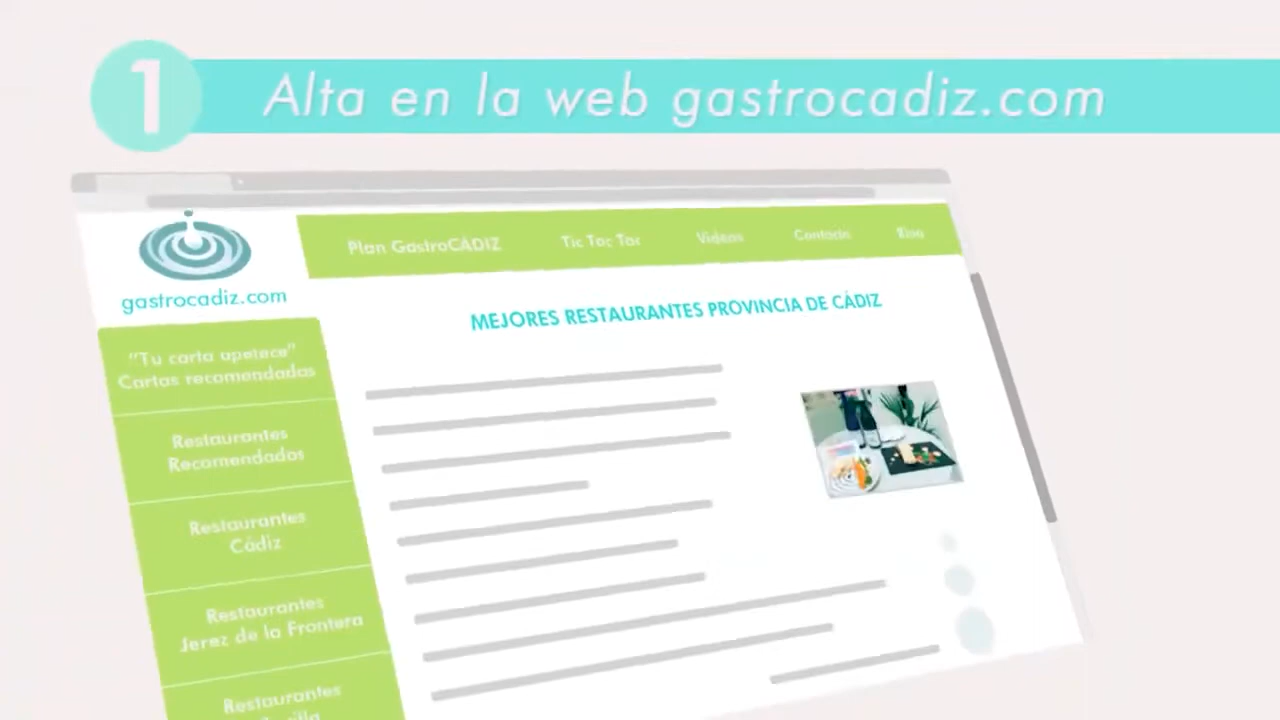 1
Alta en la web gastrocadiz.com
gastrocadiz.com
Plan GastroCÁDIZ
Tic Tac Tac
Videos
Contacto
Blog
MEJORES RESTAURANTES PROVINCIA DE CÁDIZ
"Tu carta apetece"
Cartas recomendadas
Restaurantes
Recomendados
Restaurantes
Cádiz
Restaurantes
Jerez de la Frontera
Restaurantes